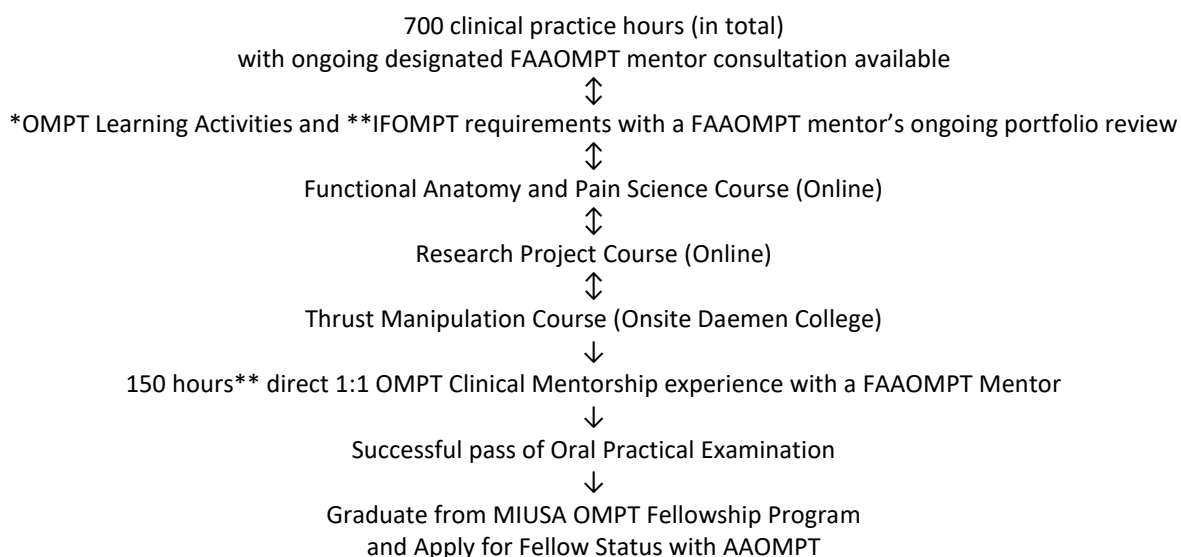 700 clinical practice hours (in total)
with ongoing designated FAAOMPT mentor consultation available
↕
*OMPT Learning Activities and **IFOMPT requirements with a FAAOMPT mentor’s ongoing portfolio review
↕
Functional Anatomy and Pain Science Course (Online)
↕
Research Project Course (Online)
↕
Thrust Manipulation Course (Onsite Daemen College)
↓
150 hours** direct 1:1 OMPT Clinical Mentorship experience with a FAAOMPT Mentor
↓
Successful pass of Oral Practical Examination
↓
Graduate from MIUSA OMPT Fellowship Program
and Apply for Fellow Status with AAOMPT